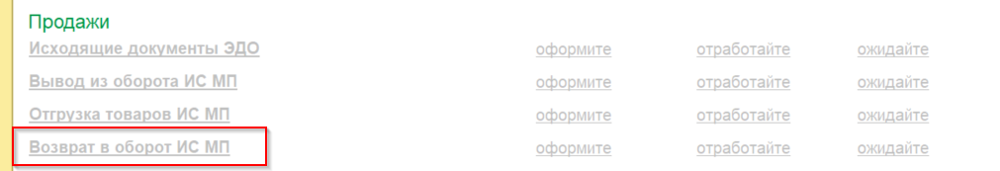 Продажи
Исходящие документы ЭДО оформите отработайте ожидайте
Вывод из оборота ИС МП оформите отработайте ожидайте
Отгрузка товаров ИС МП оформите отработайте ожидайте
Возврат в оборот ИС МП оформите отработайте ожидайте